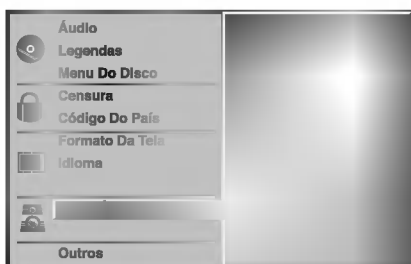 Áudio
Legendas
Menu Do Disco
Censura
Código Do País
Formato Da Tela
Idioma
Outros